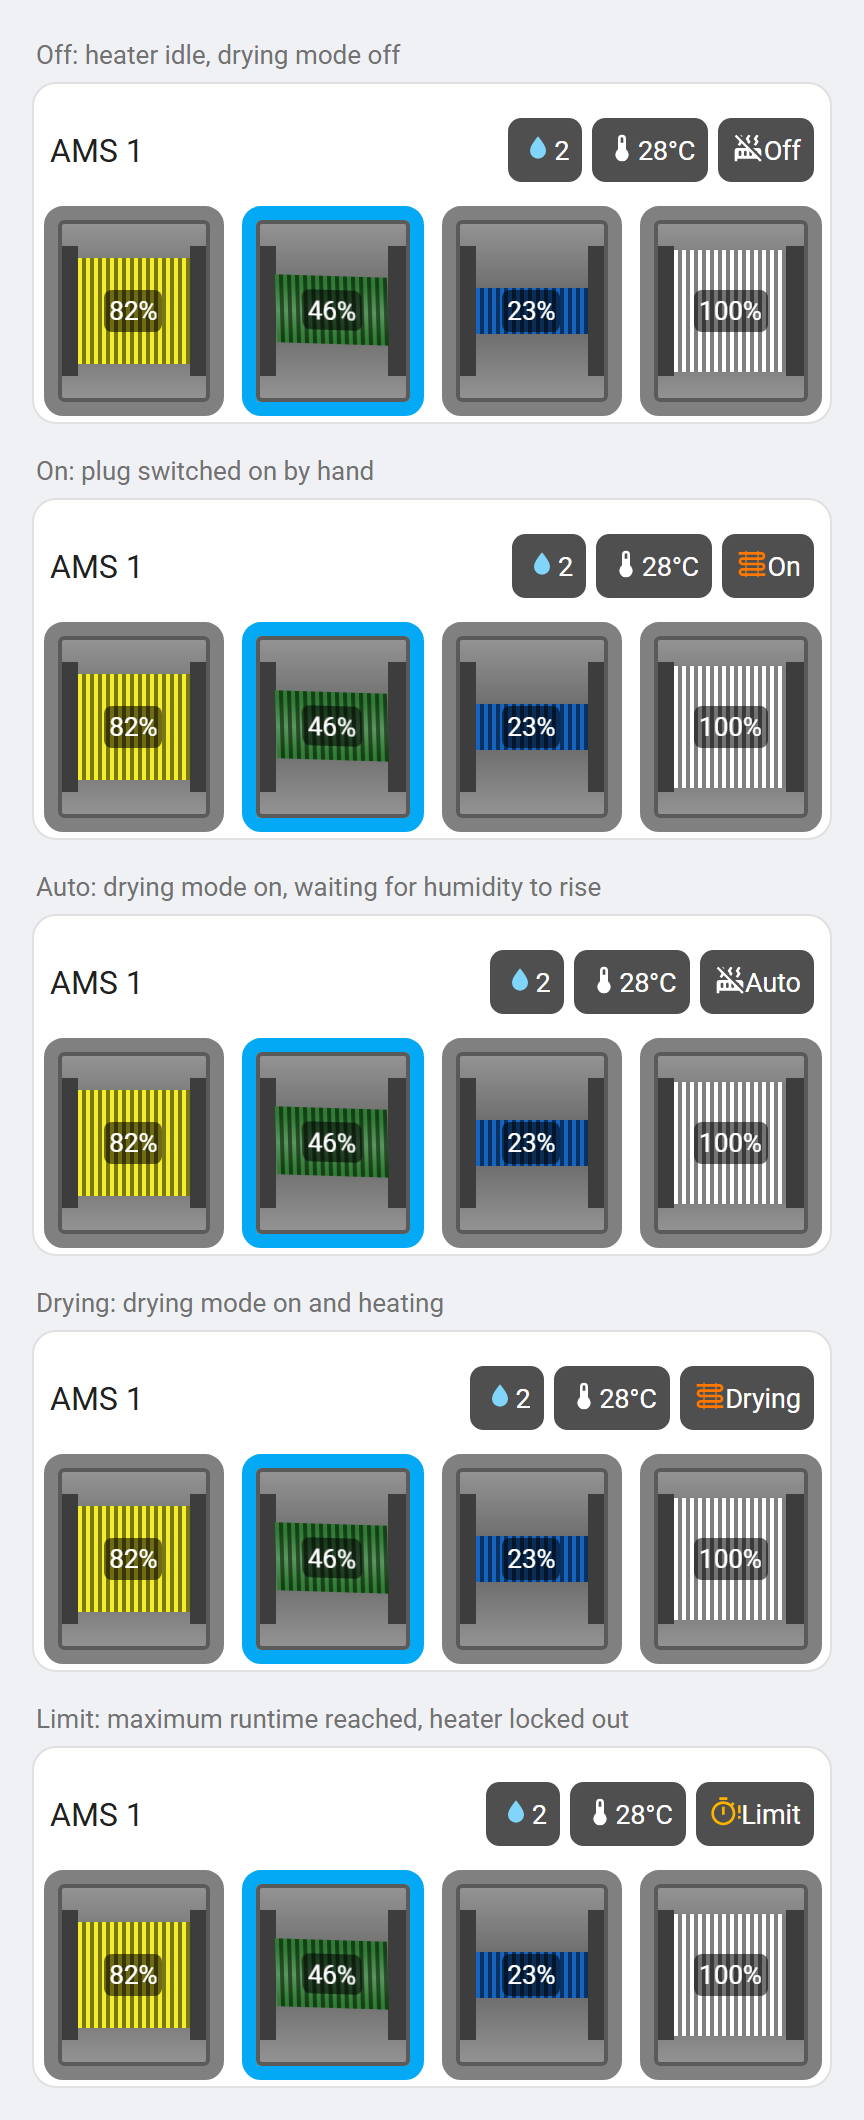 Off: heater idle, drying mode off
AMS 1 2 28°C Off
82% 46% 23% 100%
On: plug switched on by hand
AMS 1 2 28°C On
82% 46% 23% 100%
Auto: drying mode on, waiting for humidity to rise
AMS 1 2 28°C Auto
82% 46% 23% 100%
Drying: drying mode on and heating
AMS 1 2 28°C Drying
82% 46% 23% 100%
Limit: maximum runtime reached, heater locked out
AMS 1 2 28°C Limit
82% 46% 23% 100%